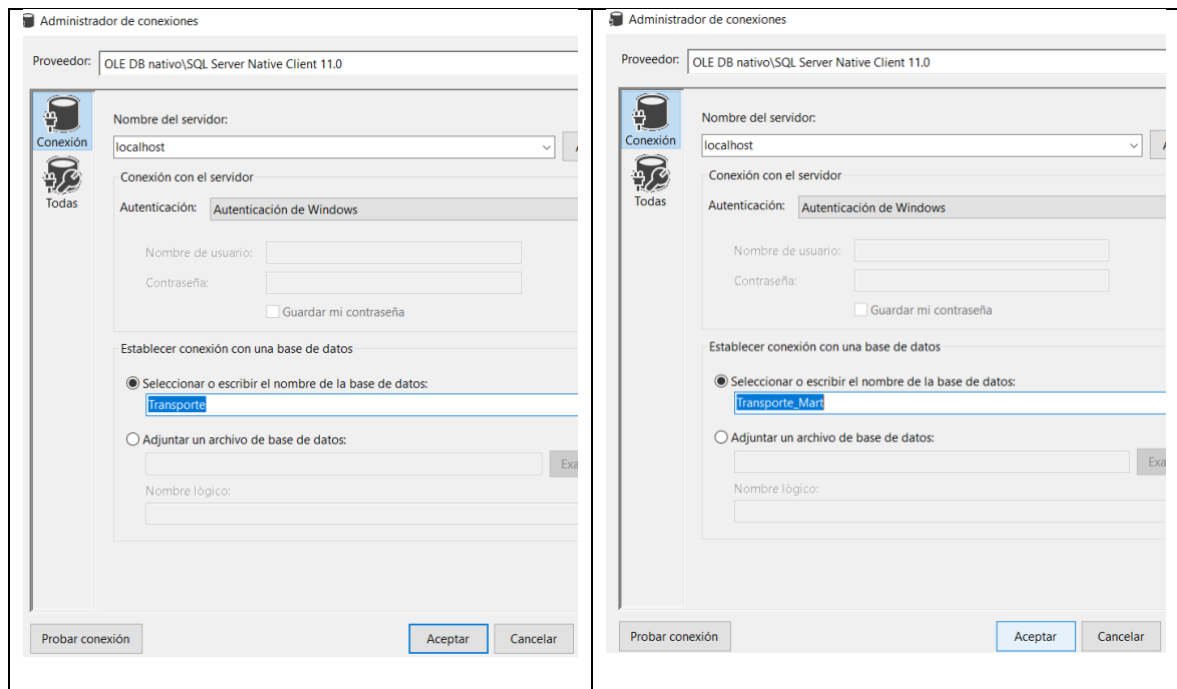 Administrador de conexiones
Proveedor: OLE DB nativo\SQL Server Native Client 11.0
Conexión
Todas
Nombre del servidor:
localhost
Conexión con el servidor
Autenticación: Autenticación de Windows
Nombre de usuario:
Contraseña:
Guardar mi contraseña
Establecer conexión con una base de datos
Seleccionar o escribir el nombre de la base de datos:
Transporte
Adjuntar un archivo de base de datos:
Exa
Nombre lógico:
Probar conexión Aceptar Cancelar
Administrador de conexiones
Proveedor: OLE DB nativo\SQL Server Native Client 11.0
Conexión
Todas
Nombre del servidor:
localhost
Conexión con el servidor
Autenticación: Autenticación de Windows
Nombre de usuario:
Contraseña:
Guardar mi contraseña
Establecer conexión con una base de datos
Seleccionar o escribir el nombre de la base de datos:
Transporte_Mart
Adjuntar un archivo de base de datos:
Exa
Nombre lógico:
Probar conexión Aceptar Cancelar